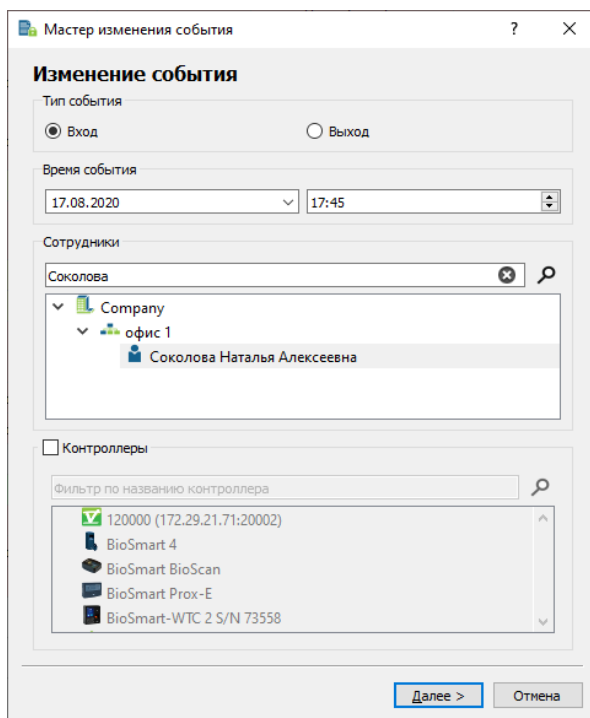 Мастер изменения события
?
Изменение события
Тип события
Вход
Выход
Время события
17.08.2020
17:45
Сотрудники
Соколова
Company
офис 1
Соколова Наталья Алексеевна
Контроллеры
Фильтр по названию контроллера
120000 (172.29.21.71:20002)
BioSmart 4
BioSmart BioScan
BioSmart Prox-E
BioSmart-WTC 2 S/N 73558
Далее >
Отмена